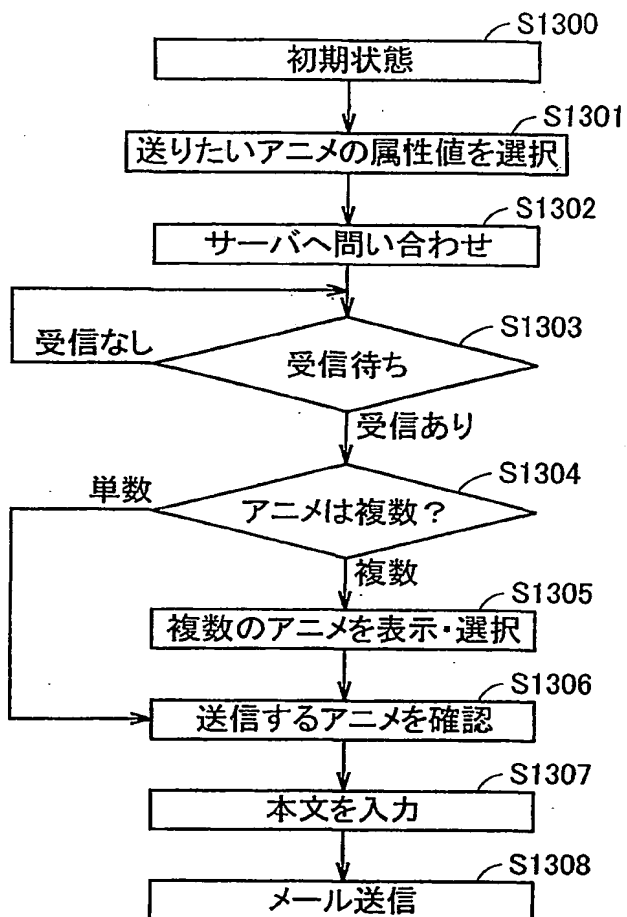 S1300
初期状態
S1301
送りたいアニメの属性値を選択
S1302
サーバへ問い合わせ
S1303
受信なし
受信待ち
受信あり
S1304
単数
アニメは複数?
複数
S1305
複数のアニメを表示・選択
S1306
送信するアニメを確認
S1307
本文を入力
S1308
メール送信